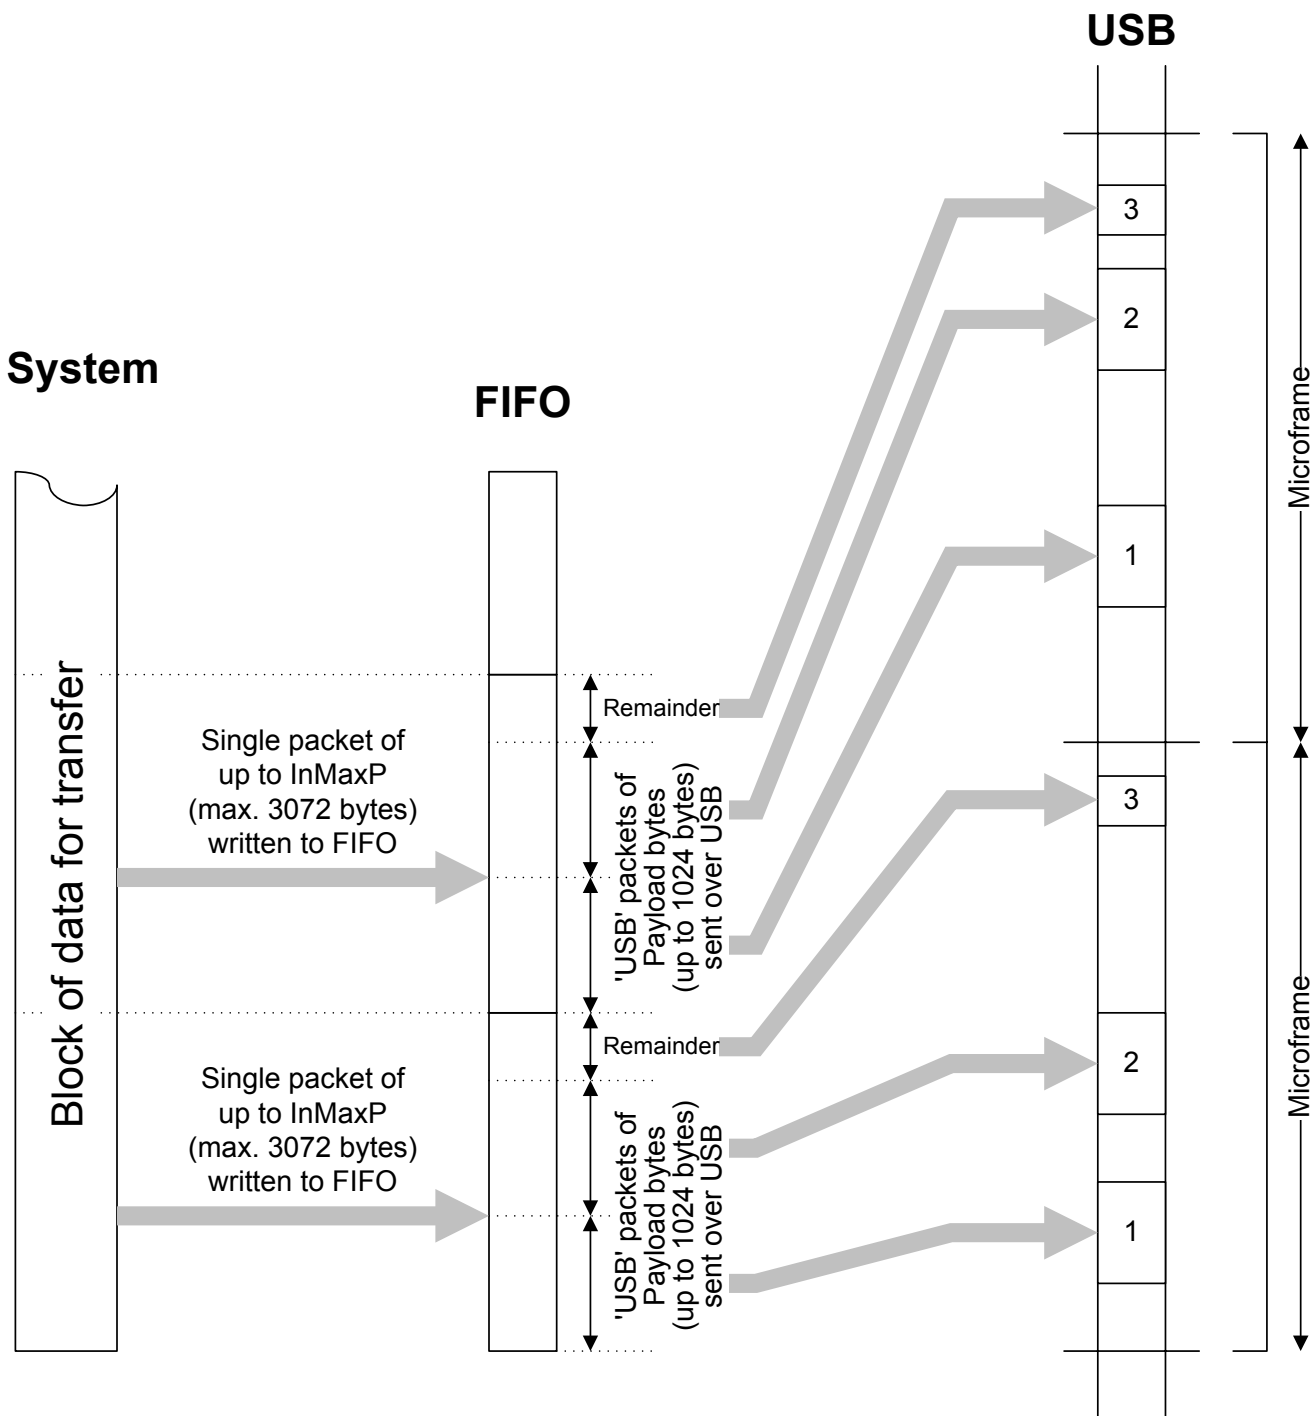 USB
System
FIFO
3
2
1
3
2
1
Microframe
Microframe
Block of data for transfer
Single packet of
up to InMaxP
(max. 3072 bytes)
written to FIFO
Single packet of
up to InMaxP
(max. 3072 bytes)
written to FIFO
Remainder
'USB' packets of
Payload bytes
(up to 1024 bytes)
sent over USB
Remainder
'USB' packets of
Payload bytes
(up to 1024 bytes)
sent over USB